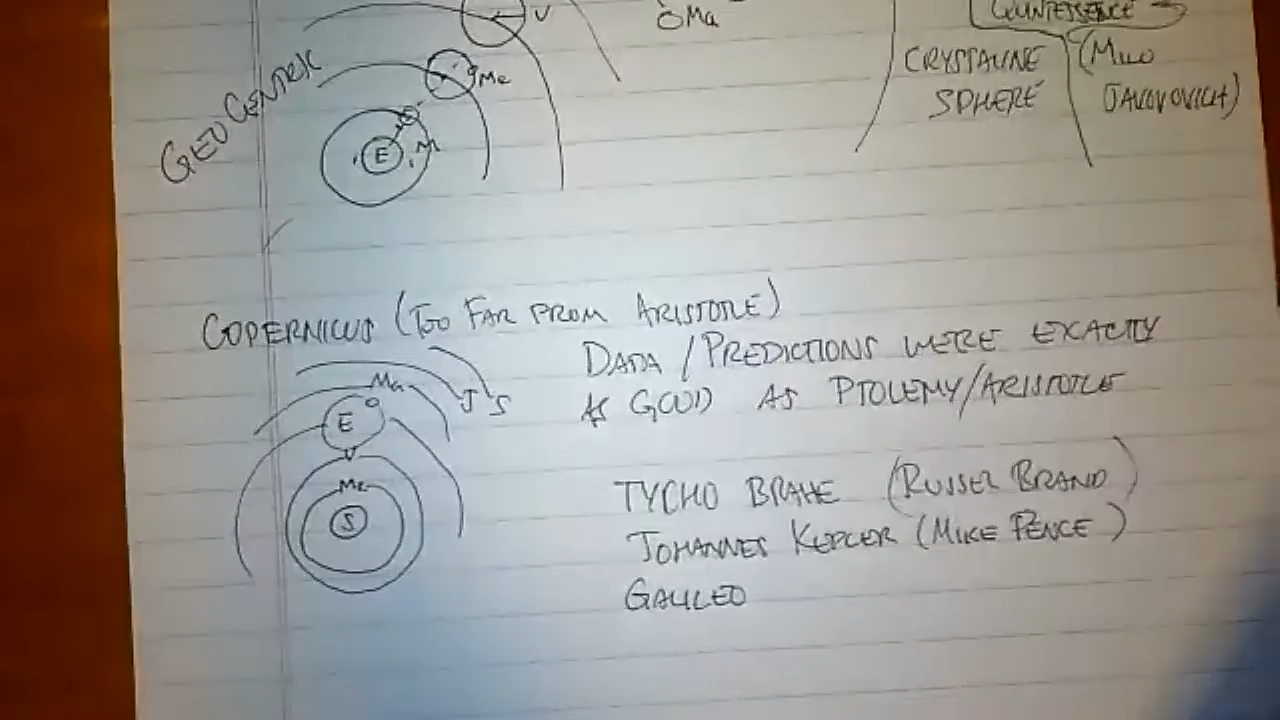 V
Ma
QUINTESSENCE
CRYSTALLINE (MILO
SPHERE JAVOVOVICH)
GEOCENTRIC
Me
E M
COPERNICUS (TOO FAR FROM ARISTOTLE)
DATA / PREDICTIONS WERE EXACTLY
AS GOOD AS PTOLEMY/ARISTOTLE
Ma J S
E
V
Me
S
TYCHO BRAHE (RUSSEL BRAND)
JOHANNES KEPLER (MIKE PENCE)
GALILEO